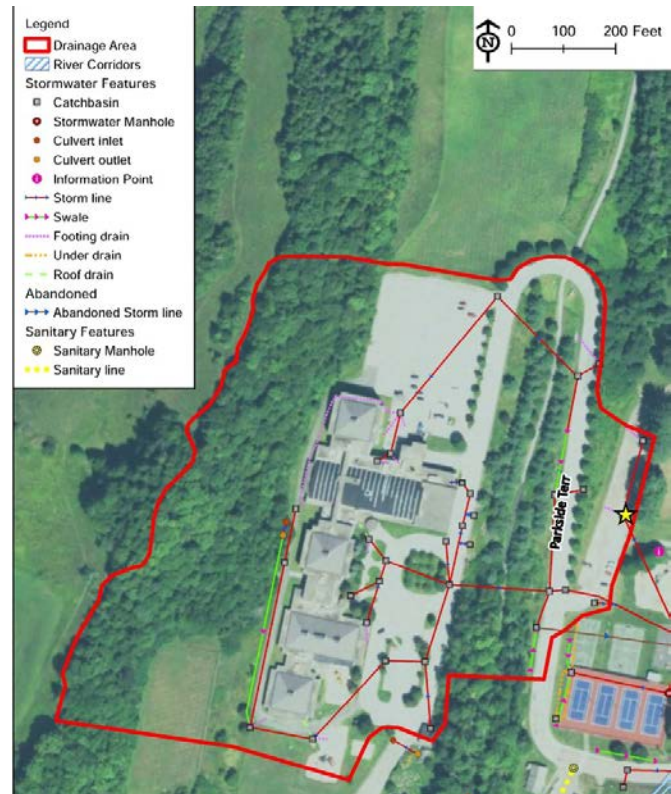 Legend
Drainage Area
River Corridors
Stormwater Features
Catchbasin
Stormwater Manhole
Culvert inlet
Culvert outlet
Information Point
Storm line
Swale
Footing drain
Under drain
Roof drain
Abandoned
Abandoned Storm line
Sanitary Features
Sanitary Manhole
Sanitary line
N
0 100 200 Feet
Parkside Terr